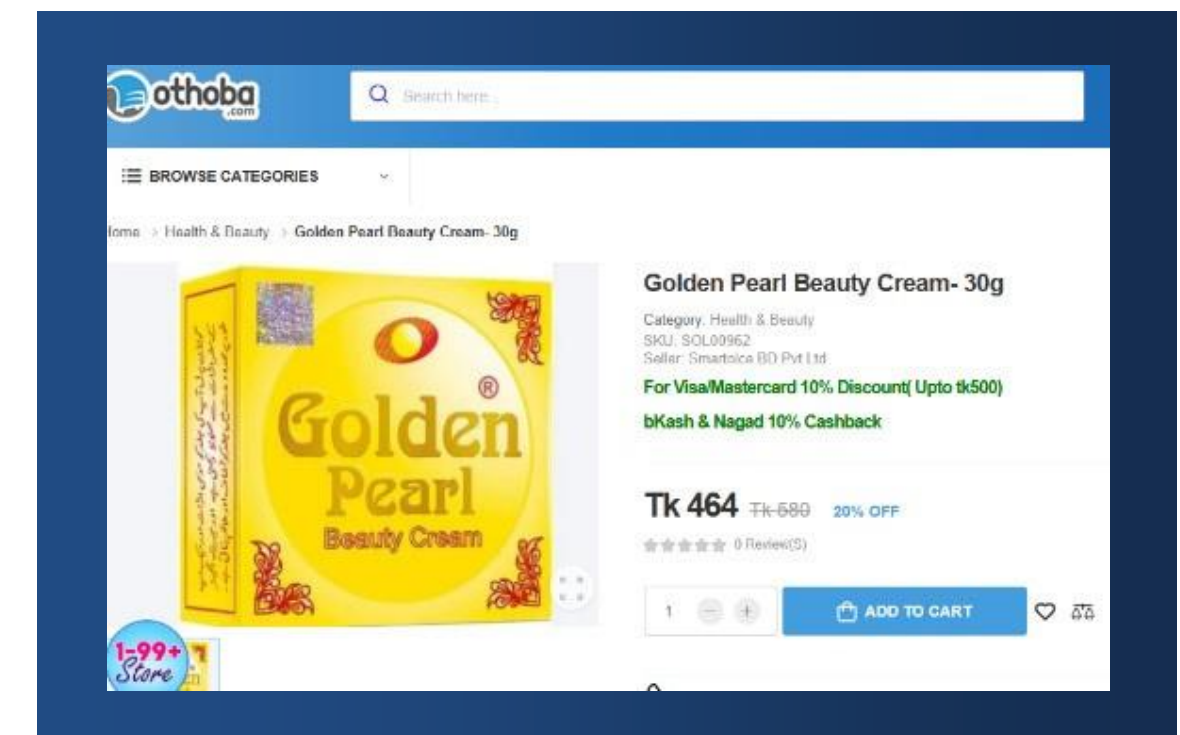 othoba
.com
Search here...
BROWSE CATEGORIES
Home > Health & Beauty > Golden Pearl Beauty Cream- 30g
Golden
Pearl
Beauty Cream
®
Golden Pearl Beauty Cream- 30g
Category: Health & Beauty
SKU: SOL00962
Seller: BD Pvt Ltd
For Visa/Mastercard 10% Discount( Upto tk500)
bKash & Nagad 10% Cashback
Tk 464 Tk 580 20% OFF
0 Review(S)
1
ADD TO CART
1-99+
Store